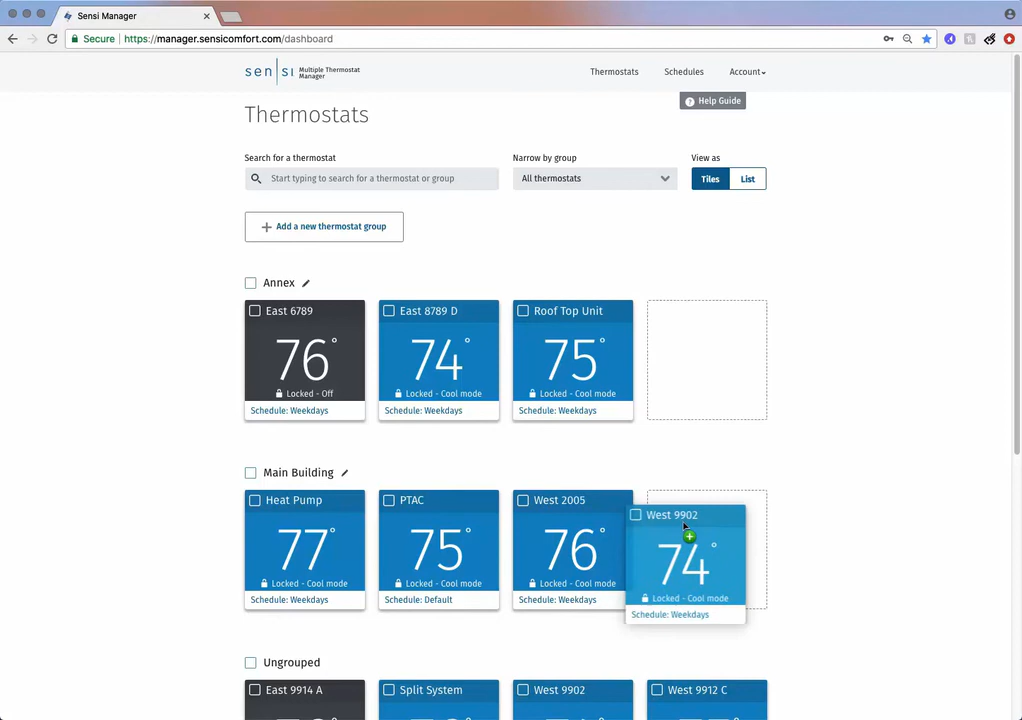 Sensi Manager
Secure | https://manager.sensicomfort.com/dashboard
sensi Multiple Thermostat Manager
Thermostats Schedules Account
? Help Guide
Thermostats
Search for a thermostat
Narrow by group
View as
Start typing to search for a thermostat or group
All thermostats
Tiles List
+ Add a new thermostat group
Annex
East 6789
76°
Locked - Off
Schedule: Weekdays
East 8789 D
74°
Locked - Cool mode
Schedule: Weekdays
Roof Top Unit
75°
Locked - Cool mode
Schedule: Weekdays
Main Building
Heat Pump
77°
Locked - Cool mode
Schedule: Weekdays
PTAC
75°
Locked - Cool mode
Schedule: Default
West 2005
76°
Locked - Cool mode
Schedule: Weekdays
West 9902
74°
Locked - Cool mode
Schedule: Weekdays
Ungrouped
East 9914 A
Split System
West 9902
West 9912 C